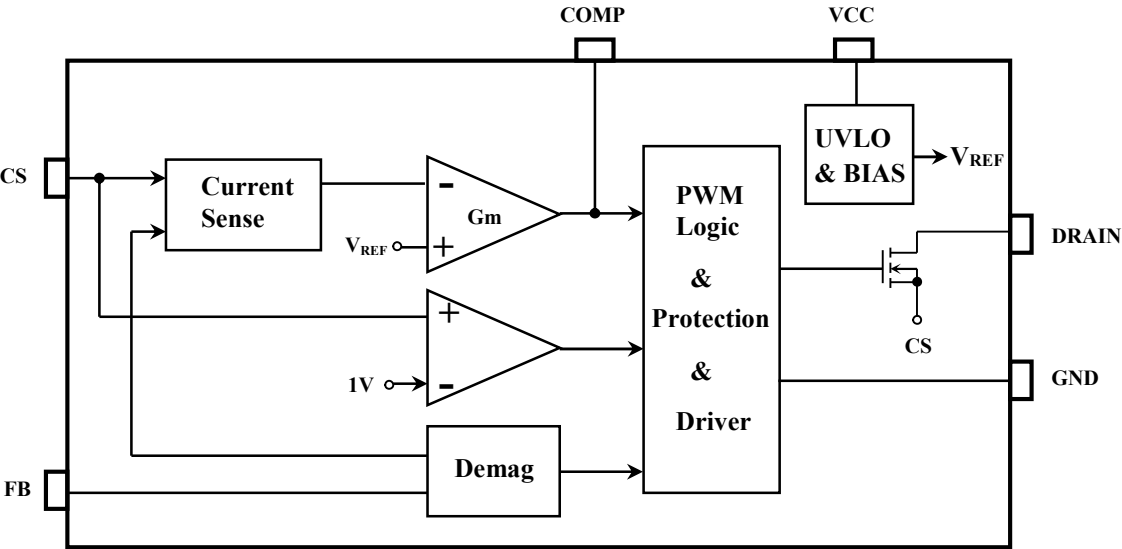 COMP
VCC
CS
Current
Sense
-
Gm
VREF
+
PWM
Logic
&
Protection
&
Driver
UVLO
& BIAS
VREF
DRAIN
CS
GND
+
1V
-
Demag
FB